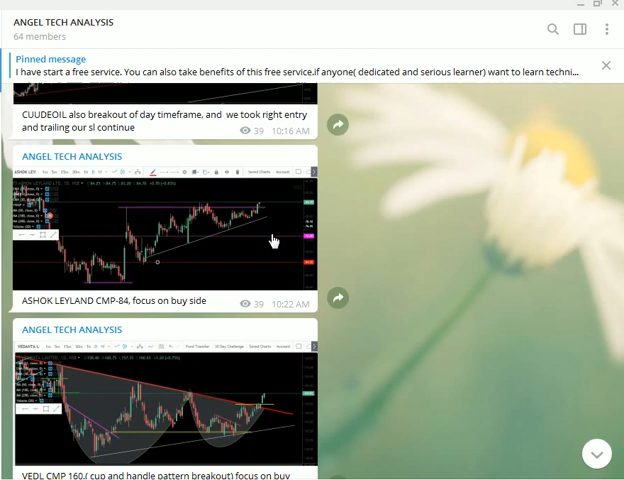 ANGEL TECH ANALYSIS
64 members
Pinned message
I have start a free service. You can also take benefits of this free service.if anyone( dedicated and serious learner) want to learn techni...
CUUDEOIL also breakout of day timeframe. and we took right entry
and trailing our sl continue
39 10:16 AM
ANGEL TECH ANALYSIS
ASHOK LEYLAND CMP-84, focus on buy side
39 10:22 AM
ANGEL TECH ANALYSIS
VEDL CMP 160,( cup and handle pattern breakout) focus on buy